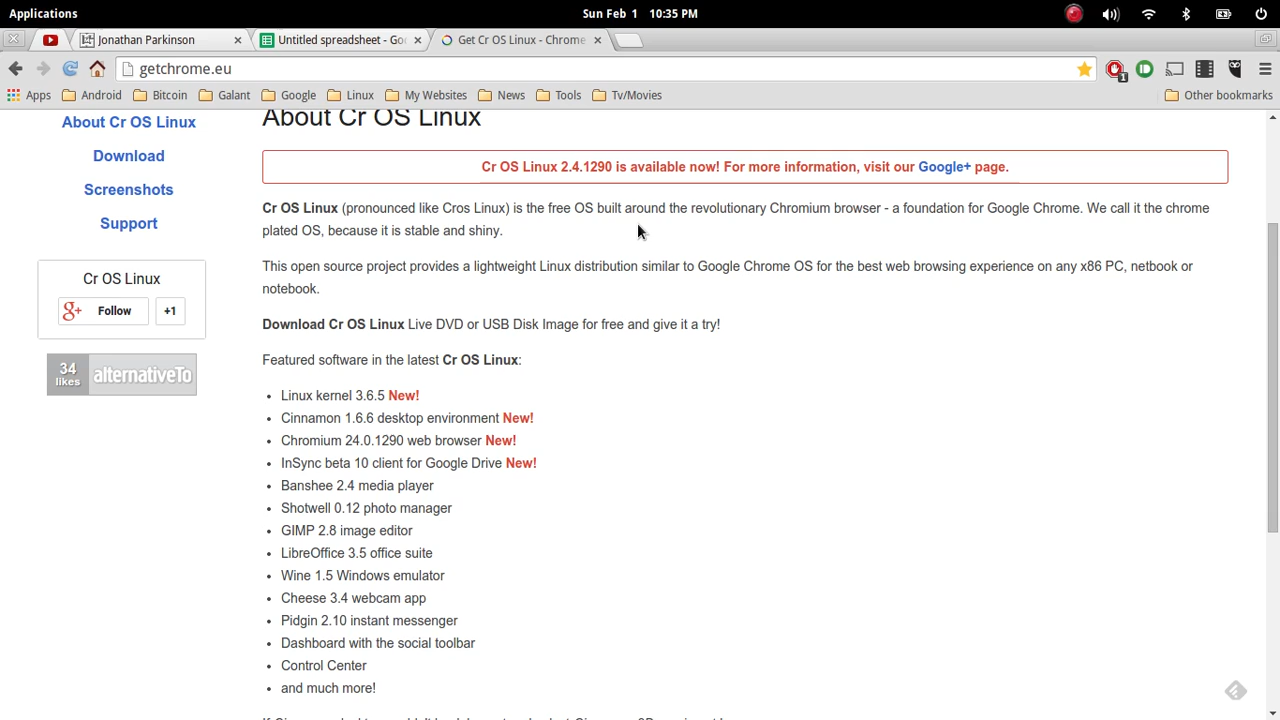 Applications
Sun Feb 1 10:35 PM
Jonathan Parkinson
Untitled spreadsheet - Go
Get Cr OS Linux - Chrome
getchrome.eu
1
Apps Android Bitcoin Galant Google Linux My Websites News Tools Tv/Movies Other bookmarks
About Cr OS Linux
Download
Screenshots
Support
Cr OS Linux
g+ Follow +1
34 likes alternativeTo
About Cr OS Linux
Cr OS Linux 2.4.1290 is available now! For more information, visit our Google+ page.
Cr OS Linux (pronounced like Cros Linux) is the free OS built around the revolutionary Chromium browser - a foundation for Google Chrome. We call it the chrome
plated OS, because it is stable and shiny.
This open source project provides a lightweight Linux distribution similar to Google Chrome OS for the best web browsing experience on any x86 PC, netbook or
notebook.
Download Cr OS Linux Live DVD or USB Disk Image for free and give it a try!
Featured software in the latest Cr OS Linux:
Linux kernel 3.6.5 New!
Cinnamon 1.6.6 desktop environment New!
Chromium 24.0.1290 web browser New!
InSync beta 10 client for Google Drive New!
Banshee 2.4 media player
Shotwell 0.12 photo manager
GIMP 2.8 image editor
LibreOffice 3.5 office suite
Wine 1.5 Windows emulator
Cheese 3.4 webcam app
Pidgin 2.10 instant messenger
Dashboard with the social toolbar
Control Center
and much more!